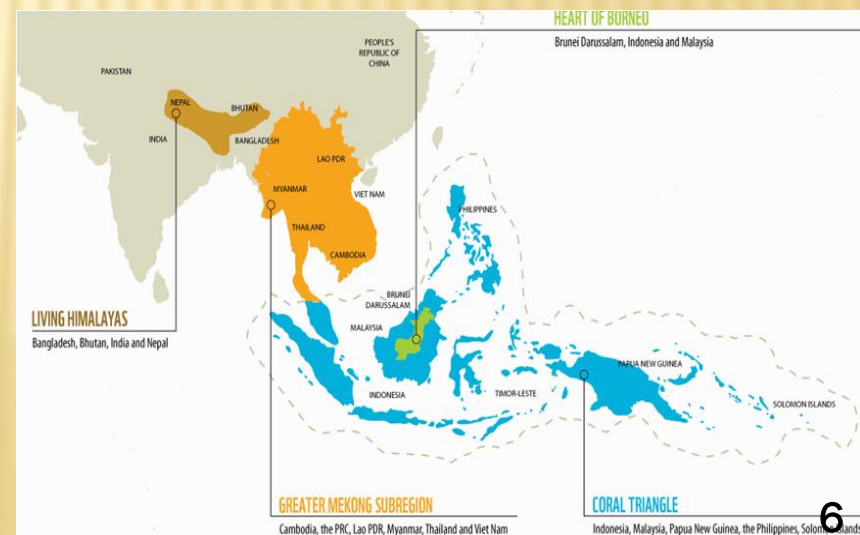 HEART OF BORNEO
Brunei Darussalam, Indonesia and Malaysia
PEOPLE'S
REPUBLIC OF
CHINA
PAKISTAN
NEPAL
BHUTAN
INDIA
BANGLADESH
LAO PDR
MYANMAR
VIET NAM
THAILAND
CAMBODIA
PHILIPPINES
BRUNEI
DARUSSALAM
MALAYSIA
INDONESIA
TIMOR-LESTE
PAPUA NEW GUINEA
SOLOMON ISLANDS
LIVING HIMALAYAS
Bangladesh, Bhutan, India and Nepal
GREATER MEKONG SUBREGION
Cambodia, the PRC, Lao PDR, Myanmar, Thailand and Viet Nam
CORAL TRIANGLE
Indonesia, Malaysia, Papua New Guinea, the Philippines, Solomon Islands
6